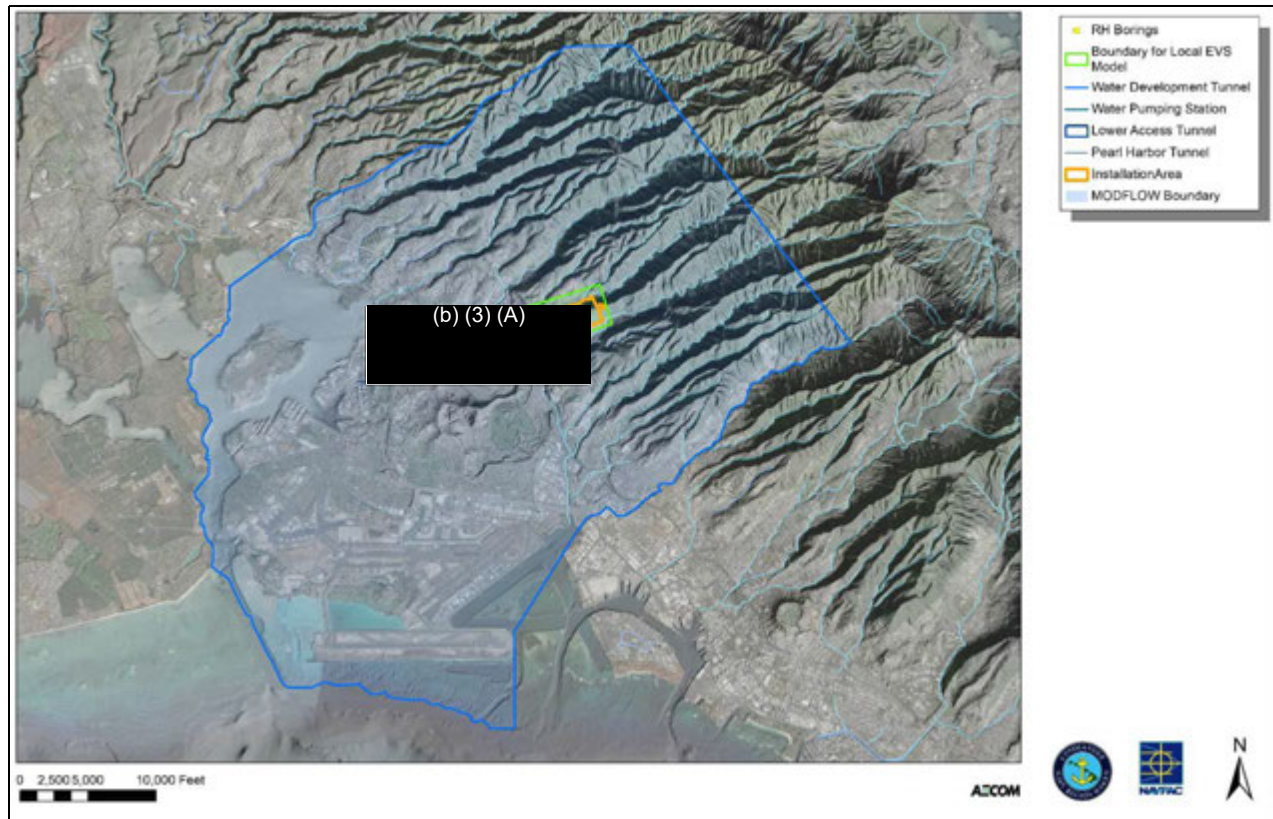 RH Borings
Boundary for Local EVS
Model
Water Development Tunnel
Water Pumping Station
Lower Access Tunnel
Pearl Harbor Tunnel
InstallationArea
MODFLOW Boundary
(b) (3) (A)
0 2,500 5,000 10,000 Feet
AECOM
NAVFAC
N